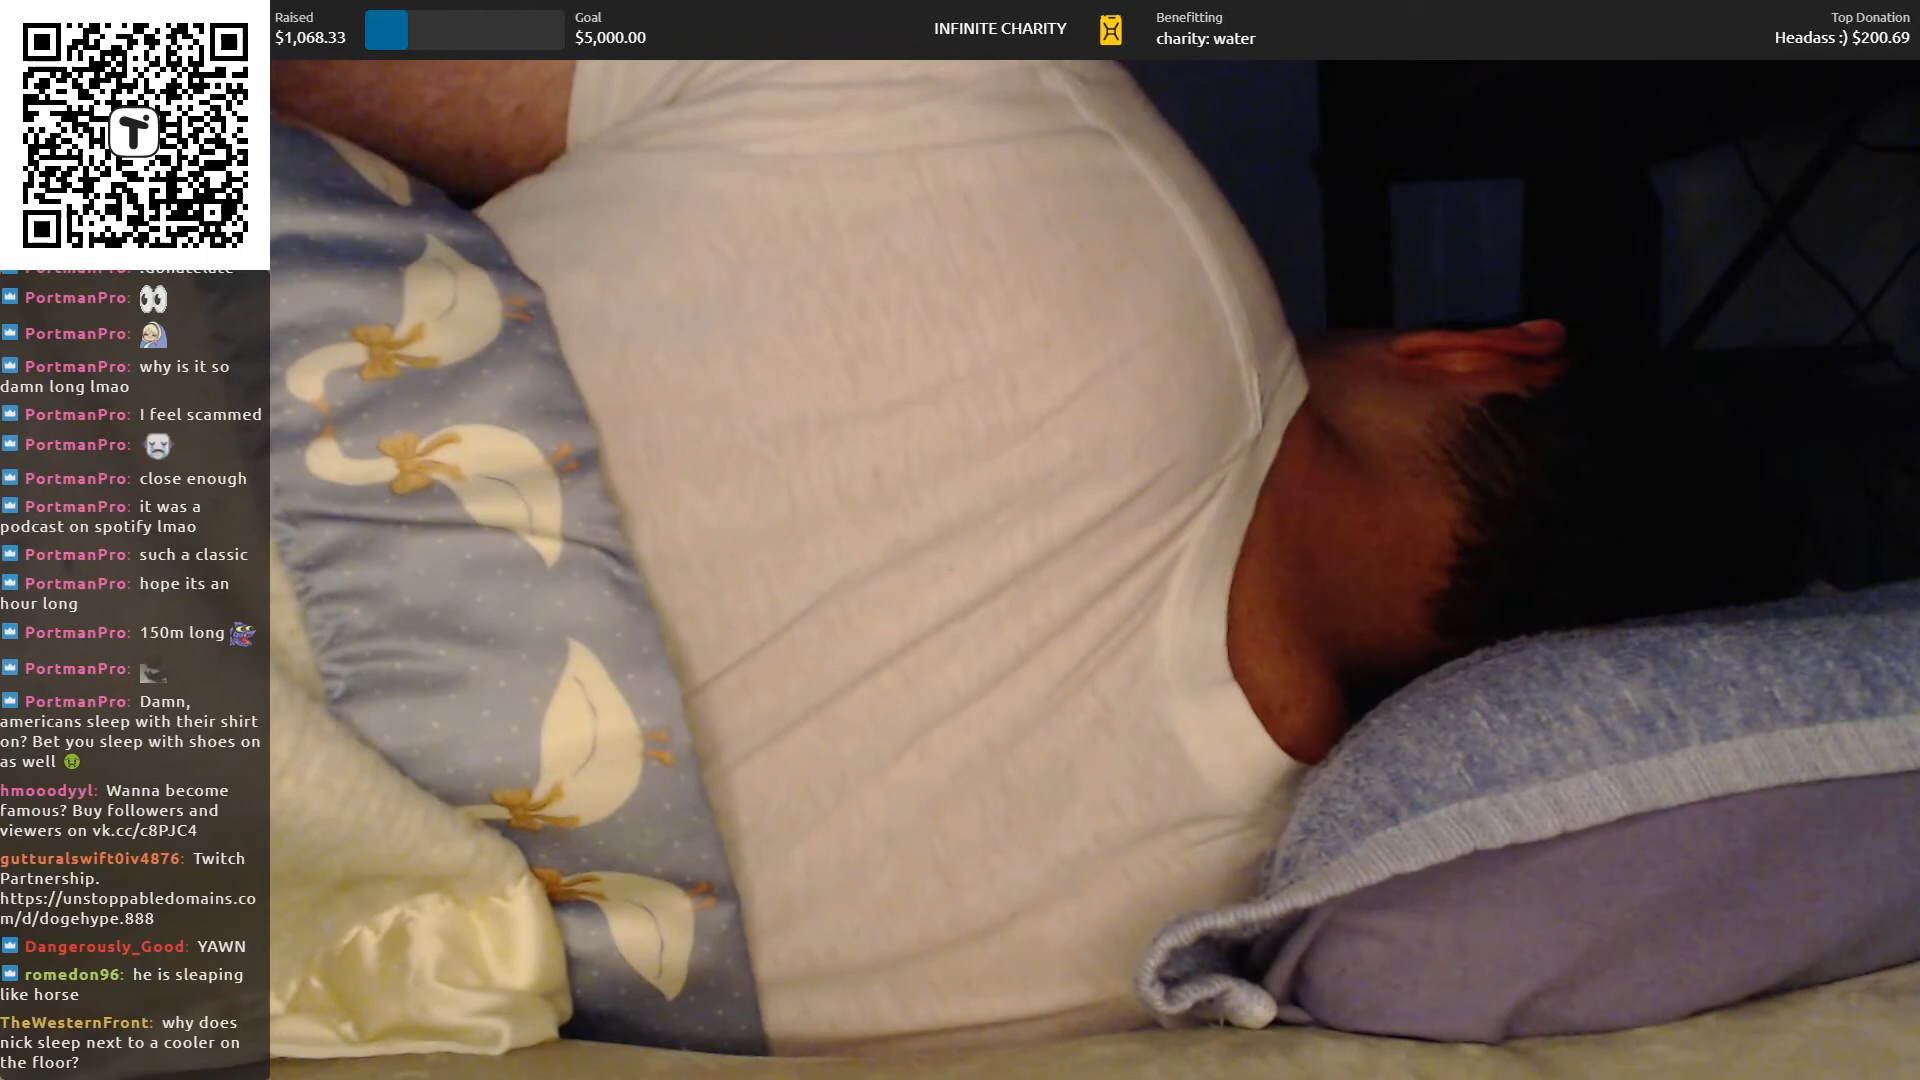 Raised
$1,068.33
Goal
$5,000.00
INFINITE CHARITY
Benefitting
charity: water
Top Donation
Headass :) $200.69
T
PortmanPro:
PortmanPro:
PortmanPro: why is it so
damn long lmao
PortmanPro: I feel scammed
PortmanPro:
PortmanPro: close enough
PortmanPro: it was a
podcast on spotify lmao
PortmanPro: such a classic
PortmanPro: hope its an
hour long
PortmanPro: 150m long
PortmanPro:
PortmanPro: Damn,
americans sleep with their shirt
on? Bet you sleep with shoes on
as well
hmooodyyl: Wanna become
famous? Buy followers and
viewers on vk.cc/c8PJC4
gutturalswift0iv4876: Twitch
Partnership.
https://unstoppabledomains.co
m/d/dogehype.888
Dangerously_Good: YAWN
romedon96: he is sleaping
like horse
TheWesternFront: why does
nick sleep next to a cooler on
the floor?